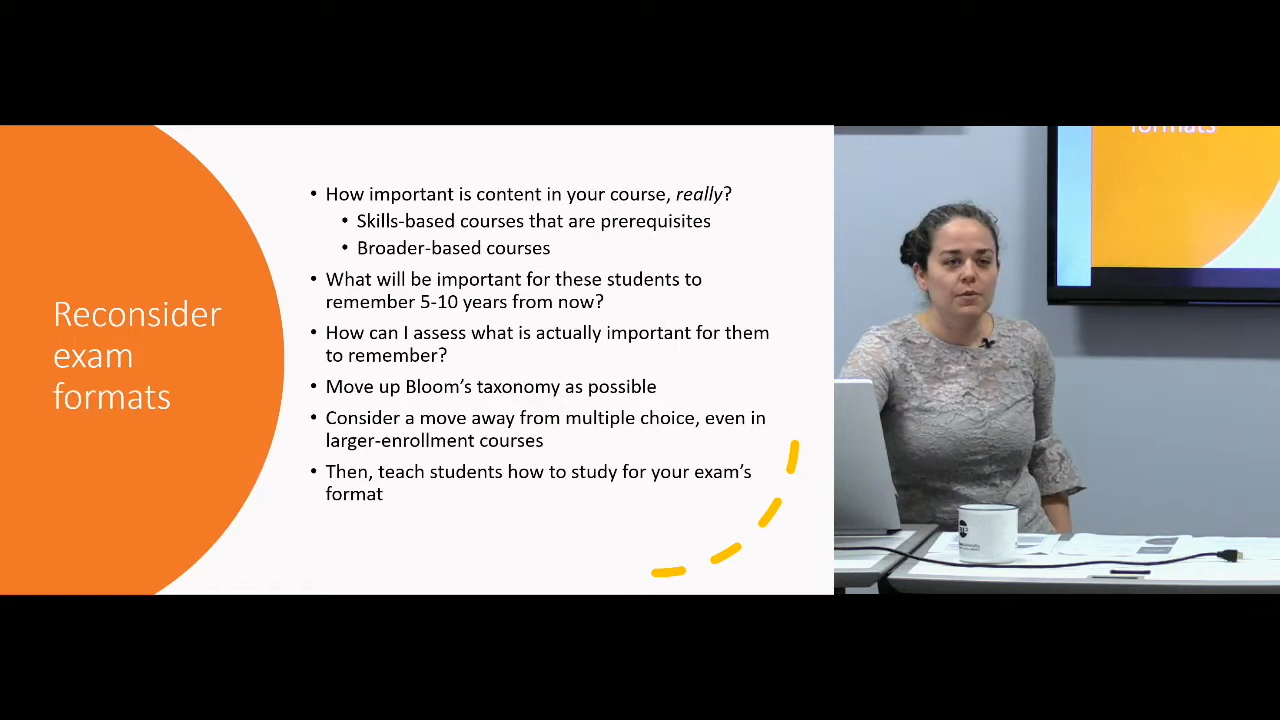 Reconsider
exam
formats
• How important is content in your course, really?
• Skills-based courses that are prerequisites
• Broader-based courses
• What will be important for these students to
remember 5-10 years from now?
• How can I assess what is actually important for them
to remember?
• Move up Bloom's taxonomy as possible
• Consider a move away from multiple choice, even in
larger-enrollment courses
• Then, teach students how to study for your exam's
format
formats